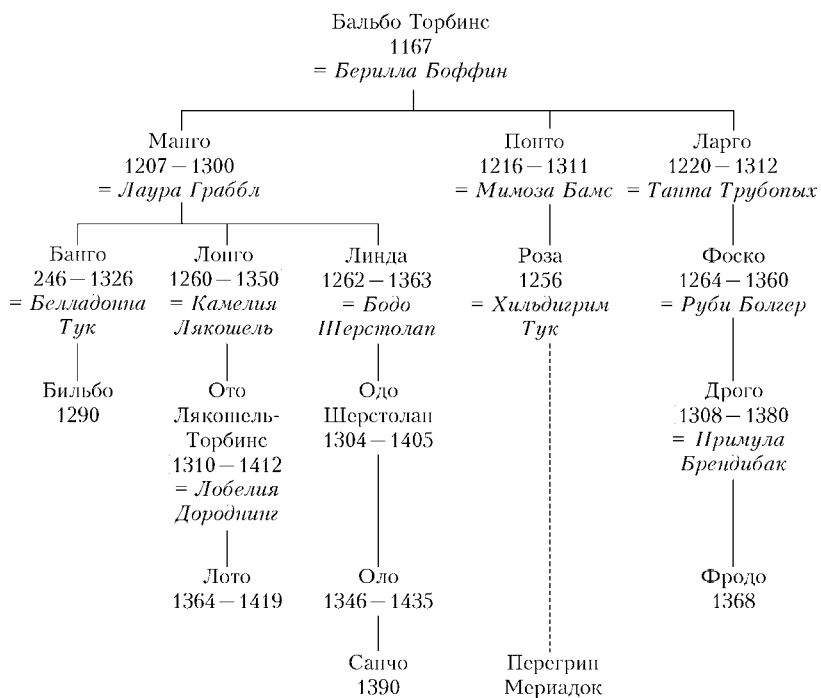 Бальбо Торбинс
1167
= Берилла Боффин
Манго
1207–1300
= Лаура Граббл
Понто
1216–1311
= Мимоза Бамс
Ларго
1220–1312
= Танта Трубопых
Банго
246–1326
= Белладонна
Тук
Лонго
1260–1350
= Камелия
Лякошель
Линда
1262–1363
= Бодо
Шерстолап
Роза
1256
= Хильдигрим
Тук
Фоско
1264–1360
= Руби Болгер
Бильбо
1290
Ото
Лякошель-
Торбинс
1310–1412
= Лобелия
Дороднинг
Одо
Шерстолап
1304–1405
Дрого
1308–1380
= Примула
Брендибак
Лото
1364–1419
Оло
1346–1435
Фродо
1368
Санчо
1390
Перегрин
Мериадок